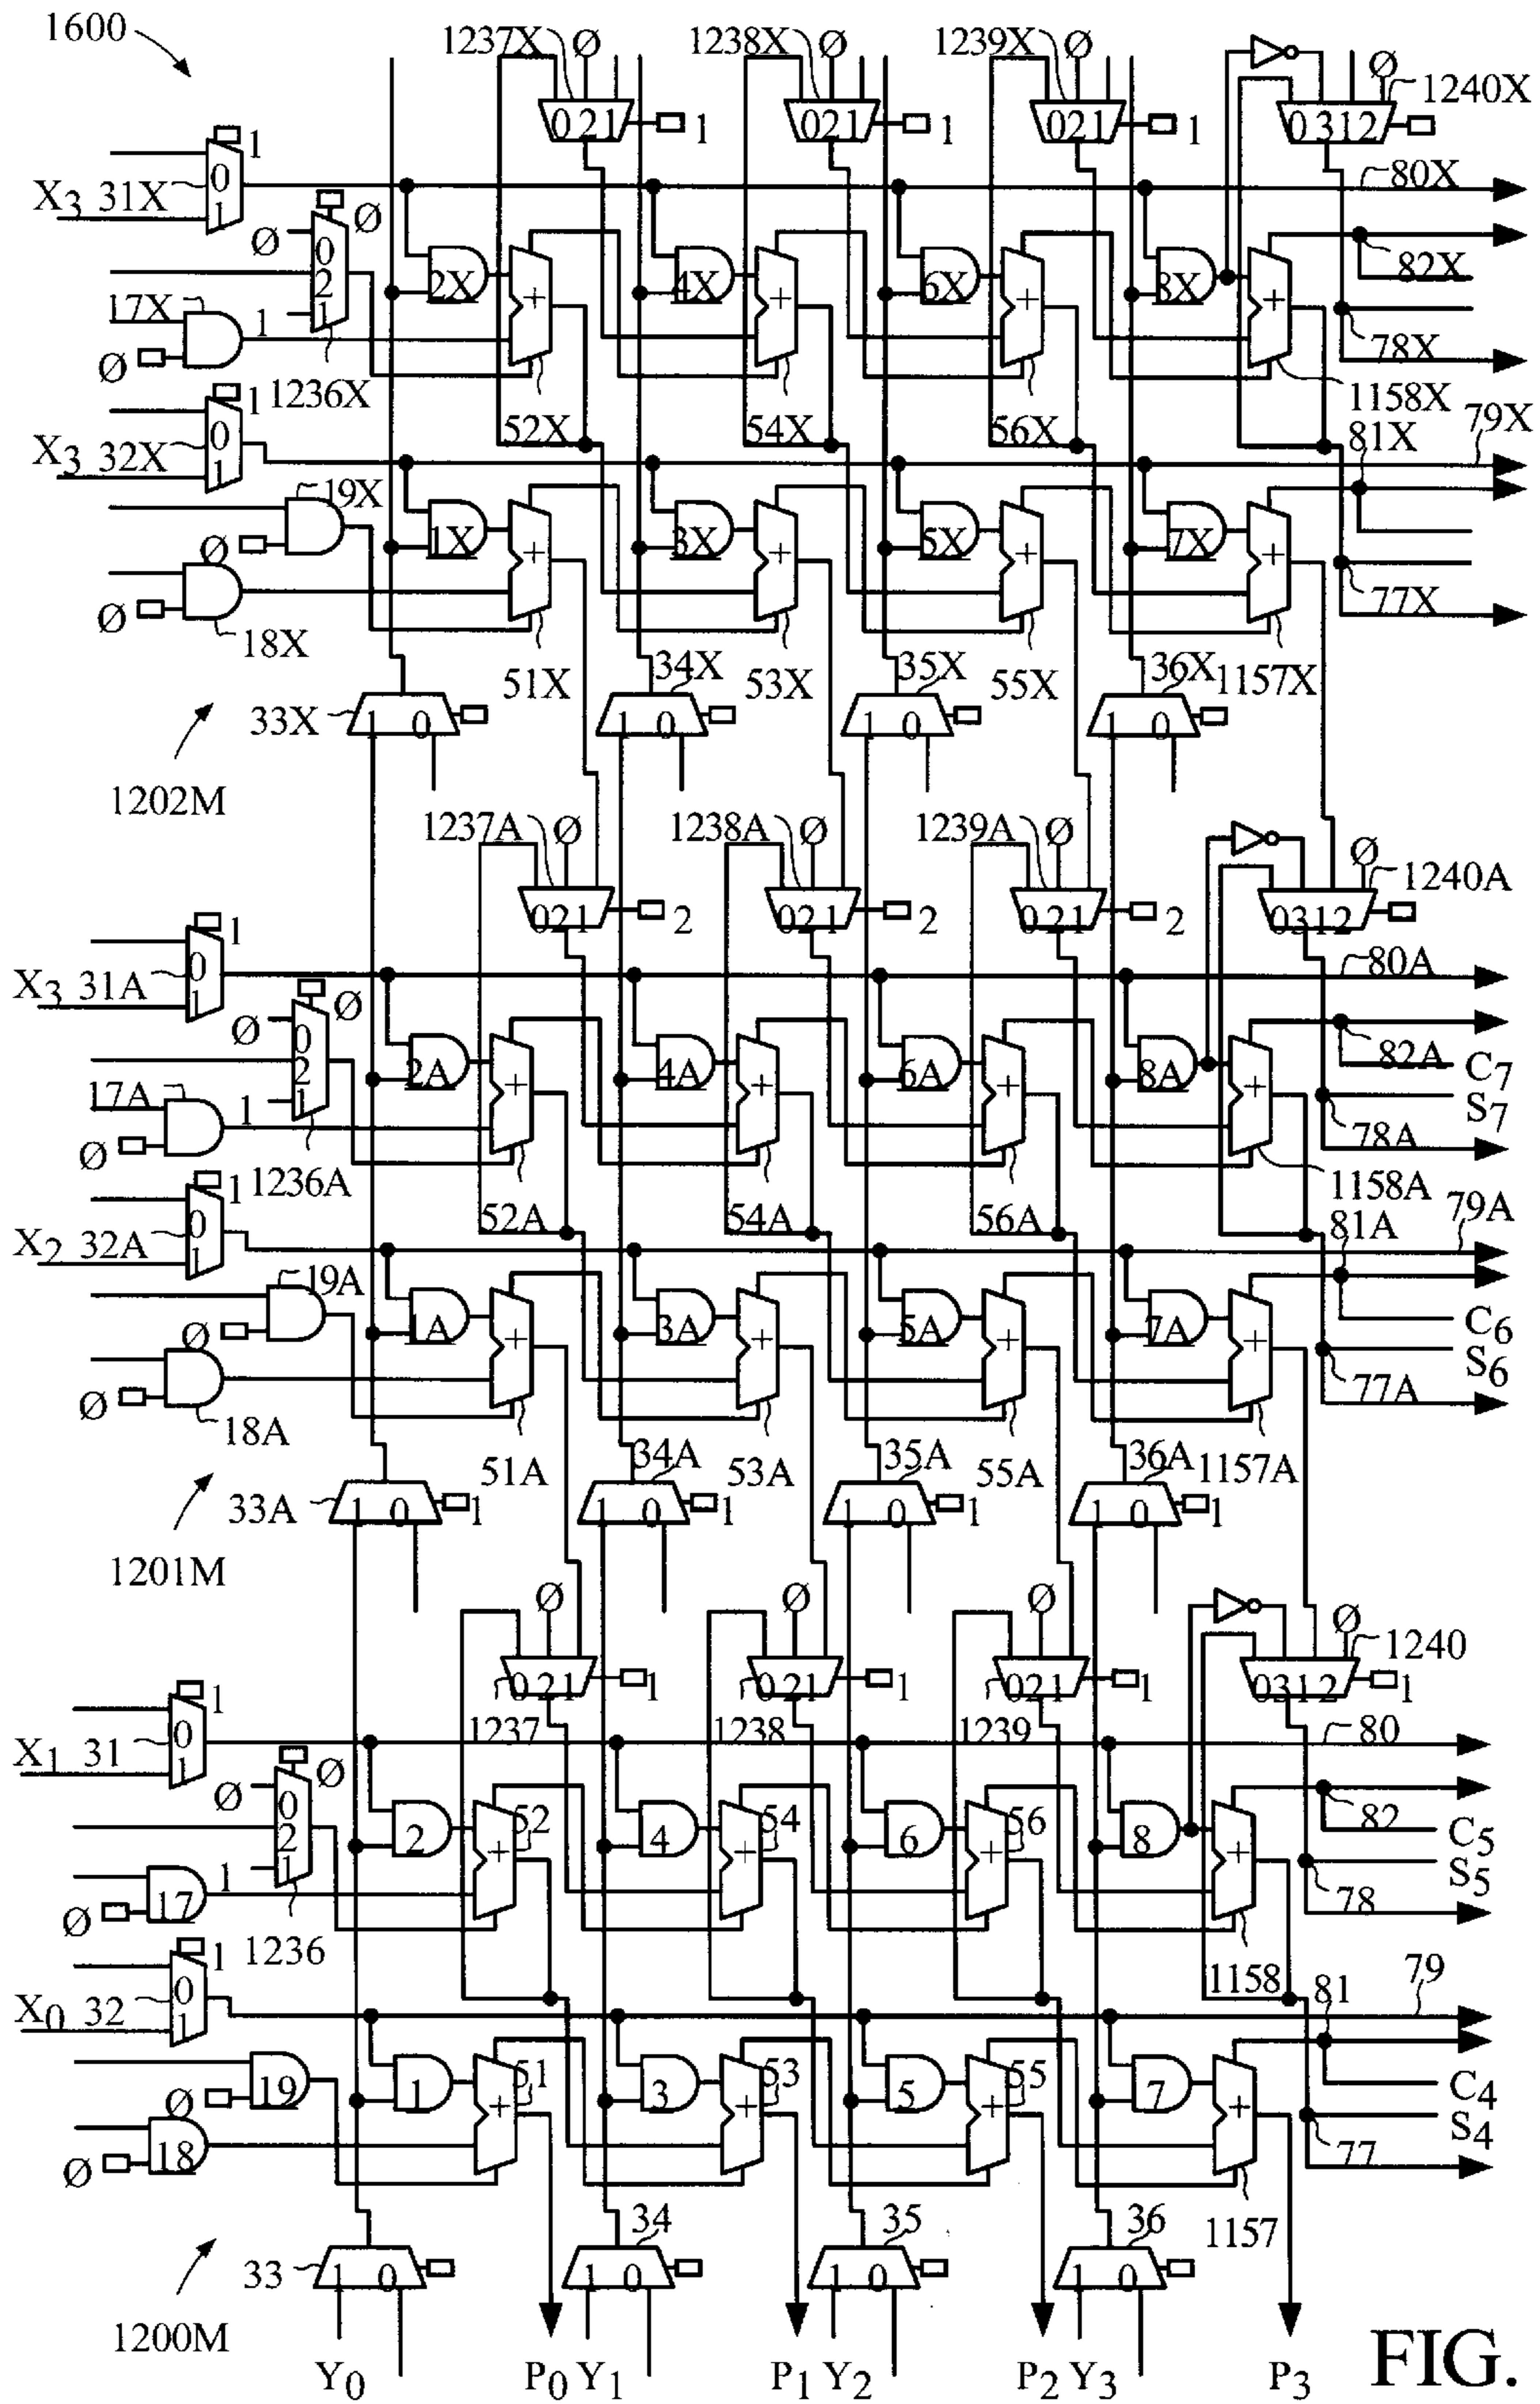 1600
1237X Ø 1238X Ø 1239X Ø Ø 1240X
0 2 1 1 0 2 1 1 0 2 1 1 0 3 1 2
1
X3 31X 0 1 80X
Ø Ø 0 2 1
2X + 4X + 6X + 8X + 82X
17X 1
Ø 78X
1236X 1158X
1
X3 32X 0 1 52X 54X 56X 81X 79X
19X
Ø 1X + 3X + 5X + 7X +
Ø 77X
18X
51X 34X 53X 35X 55X 36X 1157X
33X 1 0 1 0 1 0 1 0
1202M
1237A Ø 1238A Ø 1239A Ø Ø 1240A
0 2 1 2 0 2 1 2 0 2 1 2 0 3 1 2
1
X3 31A 0 1 80A
Ø Ø 0 2 1
2A + 4A + 6A + 8A + 82A C7
17A 1 S7
Ø 78A
1236A 1158A
1
X2 32A 0 1 52A 54A 56A 81A 79A
19A
Ø 1A + 3A + 5A + 7A + C6
S6
Ø 77A
18A
51A 34A 53A 35A 55A 36A 1157A
33A 1 0 1 1 0 1 1 0 1 1 0 1
1201M
Ø Ø Ø Ø 1240
0 2 1 1 0 2 1 1 0 2 1 1 0 3 1 2 1
1
1237 1238 1239
X1 31 0 1 80
Ø Ø 0 2 1
2 + 52 4 + 54 6 + 56 8 + 82 C5
S5
17 1
Ø 78
1236 1158
1
X0 32 0 1 81 79
19
Ø 1 + 51 3 + 53 5 + 55 7 + C4
S4
18
Ø 77
34 35 36 1157
33 1 0 1 0 1 0 1 0
1200M
Y0 P0 Y1 P1 Y2 P2 Y3 P3
FIG.